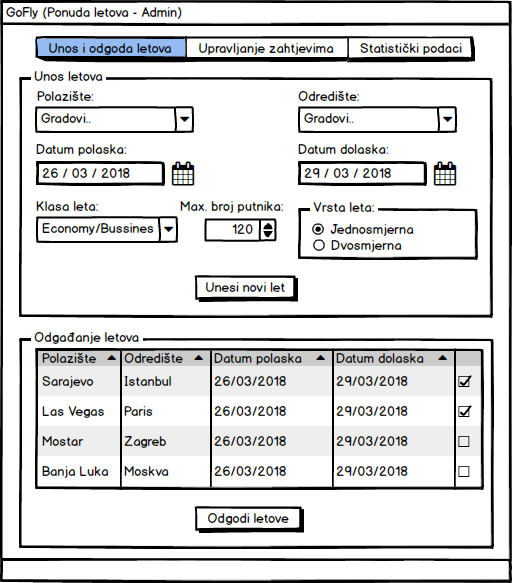 GoFly (Ponuda letova - Admin)
Unos i odgoda letova Upravljanje zahtjevima Statistički podaci
Unos letova
Polazište: Odredište:
Gradovi.. Gradovi..
Datum polaska: Datum dolaska:
26 / 03 / 2018 29 / 03 / 2018
Klasa leta: Max. broj putnika: Vrsta leta:
Economy/Bussines 120 Jednosmjerna
Dvosmjerna
Unesi novi let
Odgađanje letova
Polazište Odredište Datum polaska Datum dolaska
Sarajevo Istanbul 26/03/2018 29/03/2018
Las Vegas Paris 26/03/2018 29/03/2018
Mostar Zagreb 26/03/2018 29/03/2018
Banja Luka Moskva 26/03/2018 29/03/2018
Odgodi letove